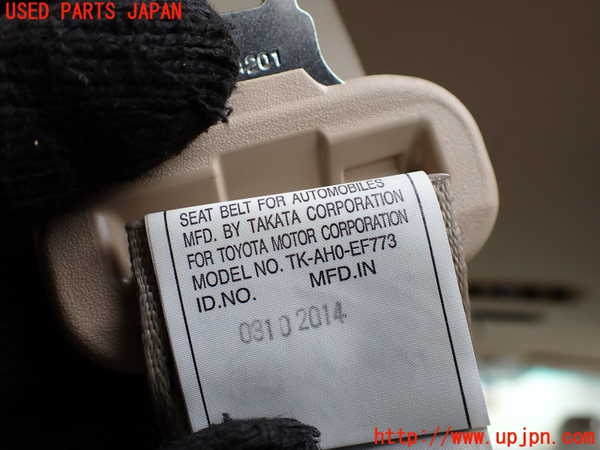 USED PARTS JAPAN
SEAT BELT FOR AUTOMOBILES
MFD. BY TAKATA CORPORATION
FOR TOYOTA MOTOR CORPORATION
MODEL NO. TK-AH0-EF773
ID.NO. MFD.IN
0310 2014
http://www.upjpn.com/